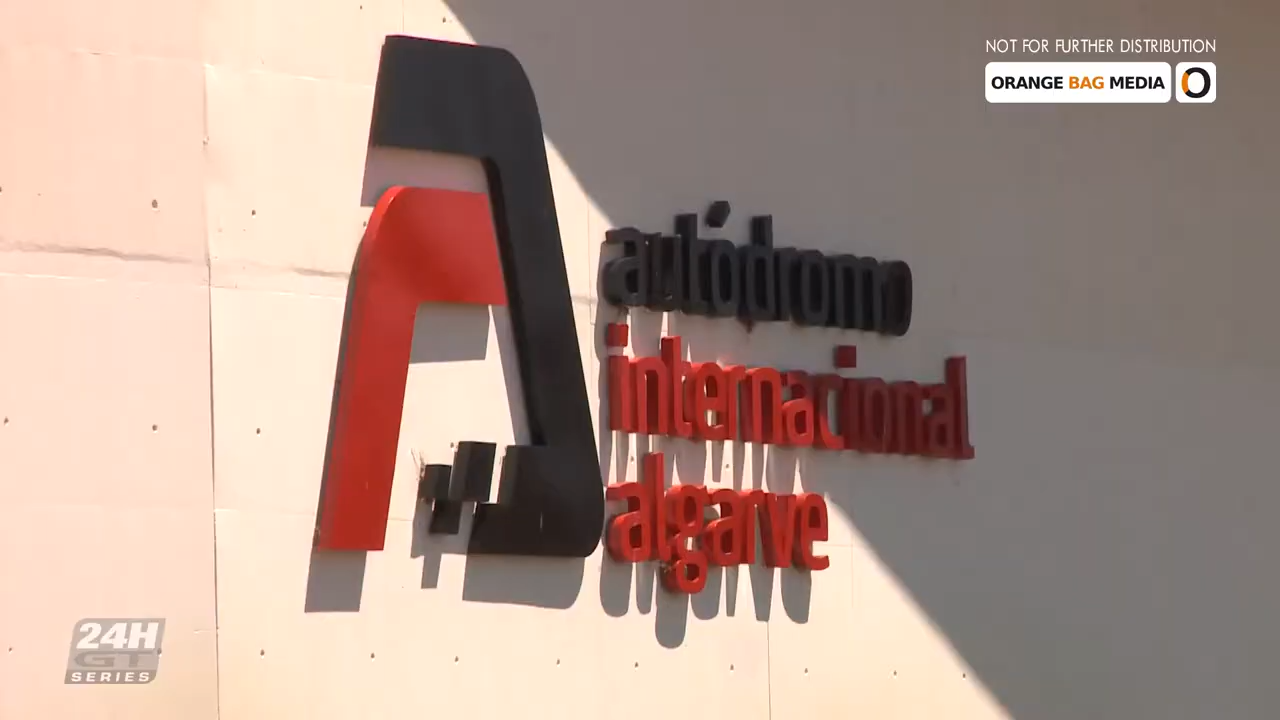 NOT FOR FURTHER DISTRIBUTION
ORANGE BAG MEDIA
autódromo
internacional
algarve
24H
GT
SERIES